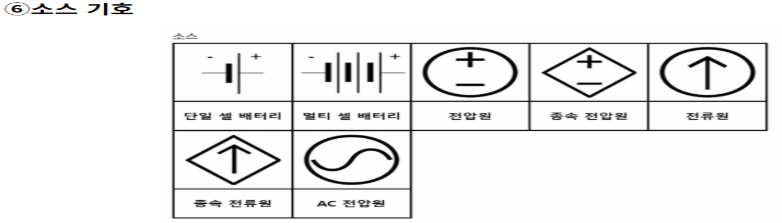 ⑥소스 기호
소스
- + - + + − + −
단일 셀 배터리 멀티 셀 배터리 전압원 종속 전압원 전류원
종속 전류원 AC 전압원